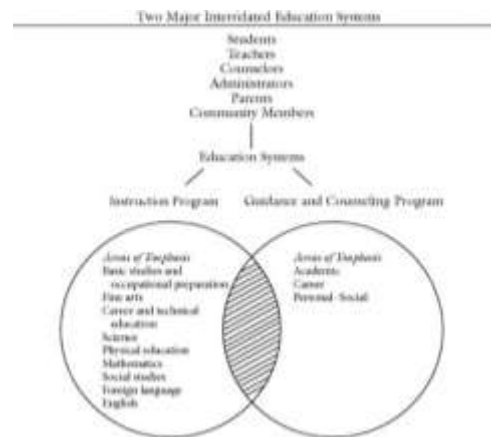 Two Major Interrelated Education Systems
Students
Teachers
Counselors
Administrators
Parents
Community Members
Education Systems
Instruction Program
Guidance and Counseling Program
Areas of Emphasis
Basic studies and
occupational preparation
Fine arts
Career and technical
education
Science
Physical education
Mathematics
Social studies
Foreign language
English
Areas of Emphasis
Academic
Career
Personal-Social